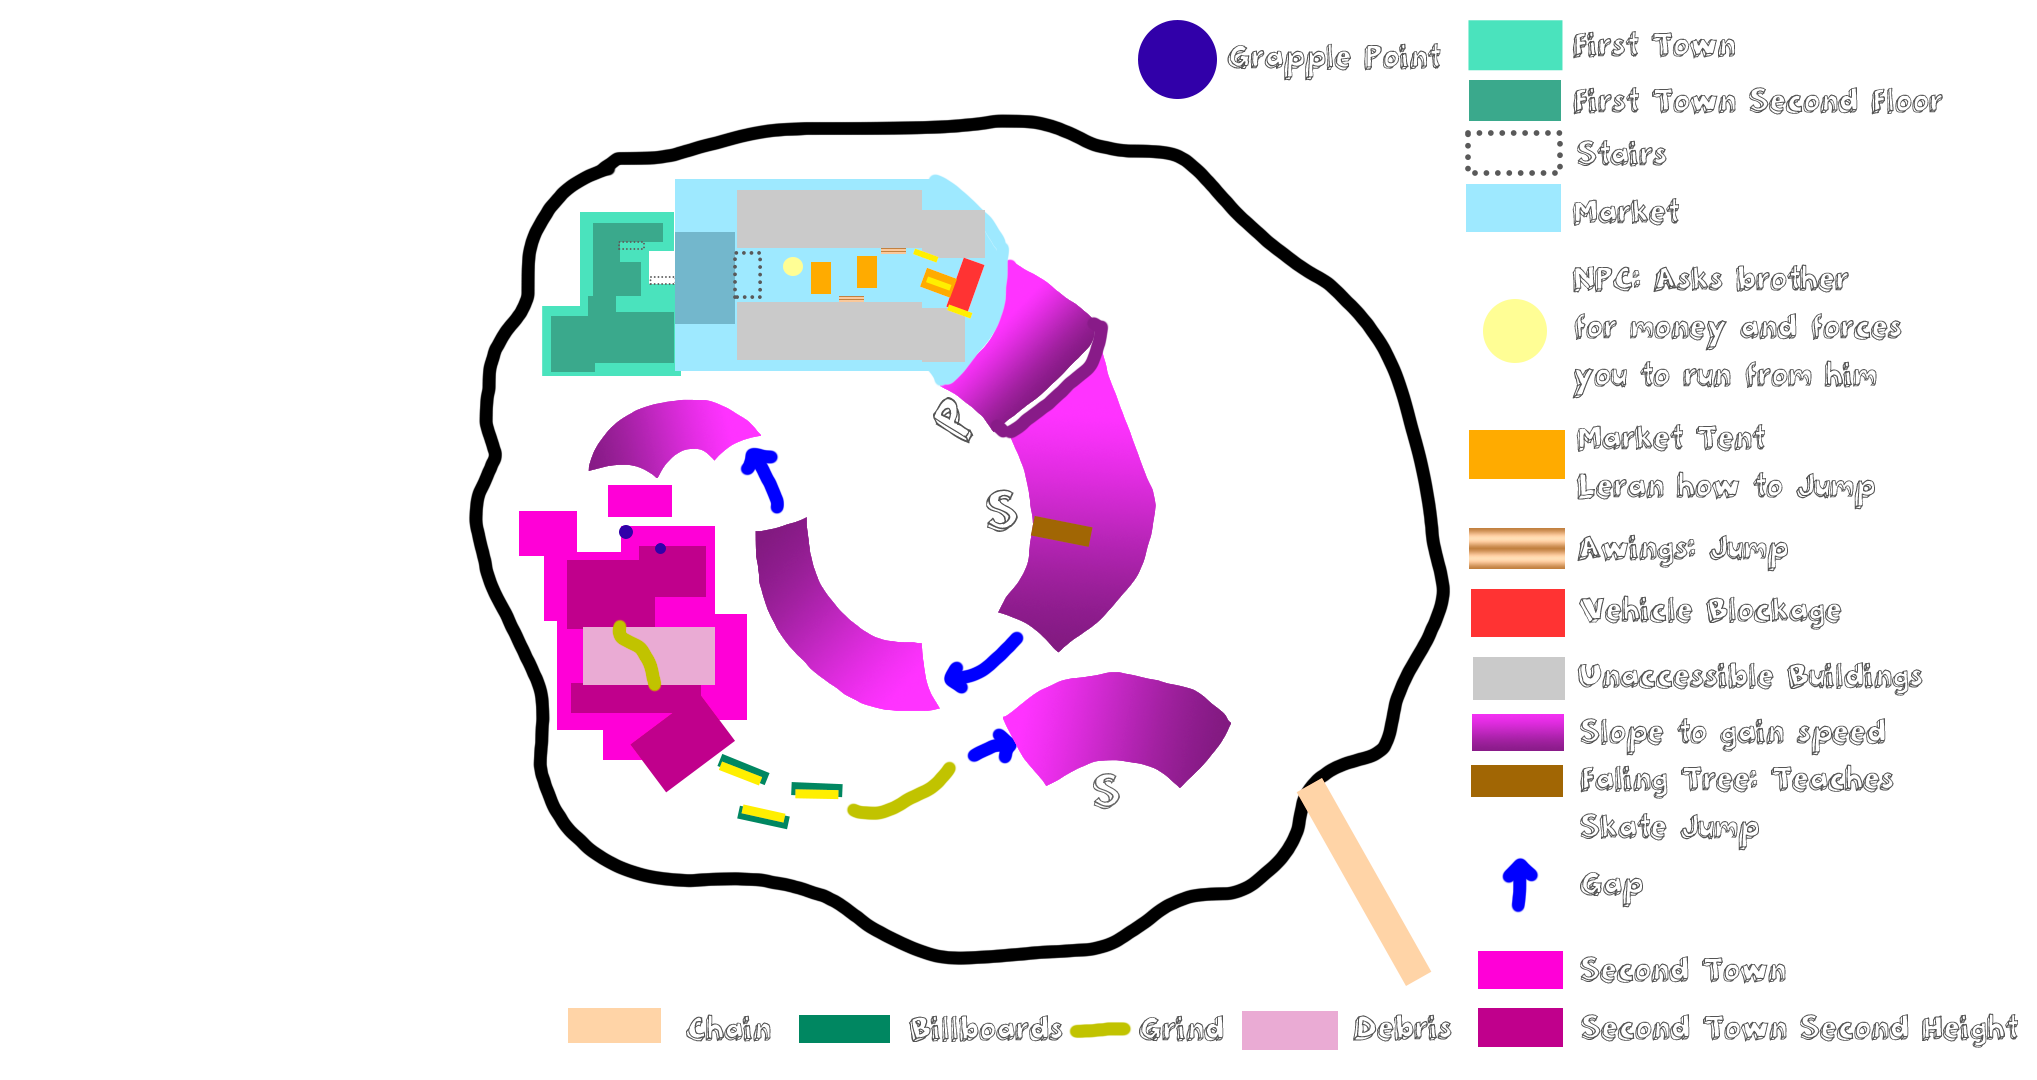 Grapple Point
First Town
First Town Second Floor
Stairs
Market
NPC: Asks brother
for money and forces
you to run from him
Market Tent
Leran how to Jump
Awings: Jump
Vehicle Blockage
Unaccessible Buildings
Slope to gain speed
Faling Tree: Teaches
Skate Jump
Gap
Second Town
Second Town Second Height
P
S
S
Chain
Billboards
Grind
Debris